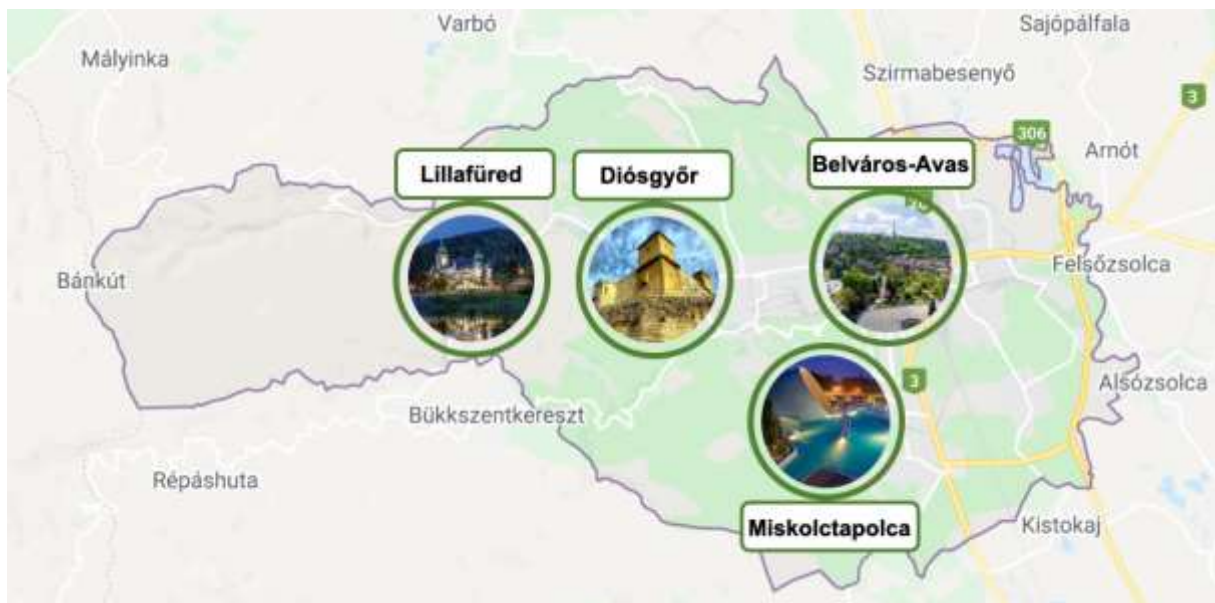 Varbó
Sajópálfala
Mályinka
Szirmabesenyő
3
306
Arnót
Lillafüred
Diósgyőr
Belváros-Avas
Bánkút
Felsőzsolca
3
Alsózsolca
Bükkszentkereszt
Répáshuta
Miskolctapolca
Kistokaj